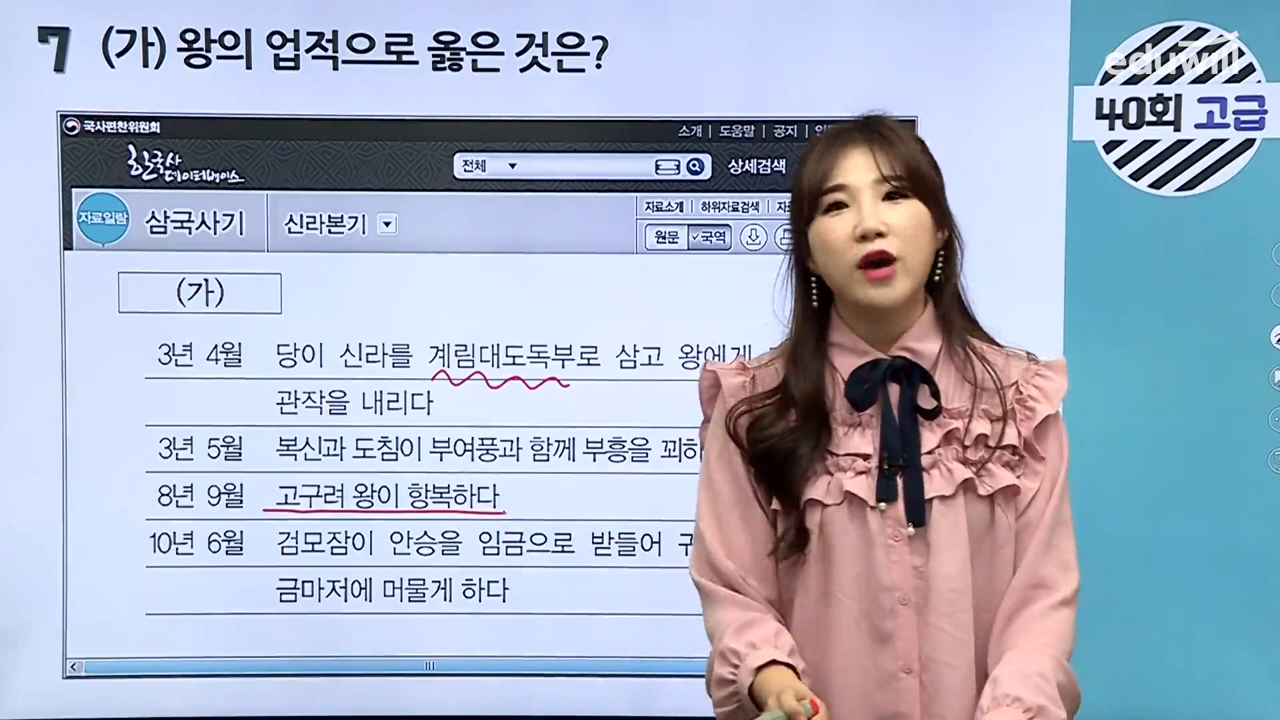 7 (가) 왕의 업적으로 옳은 것은?
eduwill
40회 고급
국사편찬위원회
소개 | 도움말 | 공지 |
한국사
데이터베이스
전체
상세검색
자료일람
삼국사기
신라본기
자료소개 | 하위자료검색 |
원문
국역
(가)
3년 4월 당이 신라를 계림대도독부로 삼고 왕에게
관작을 내리다
3년 5월 복신과 도침이 부여풍과 함께 부흥을
8년 9월 고구려 왕이 항복하다
10년 6월 검모잠이 안승을 임금으로 받들어
금마저에 머물게 하다